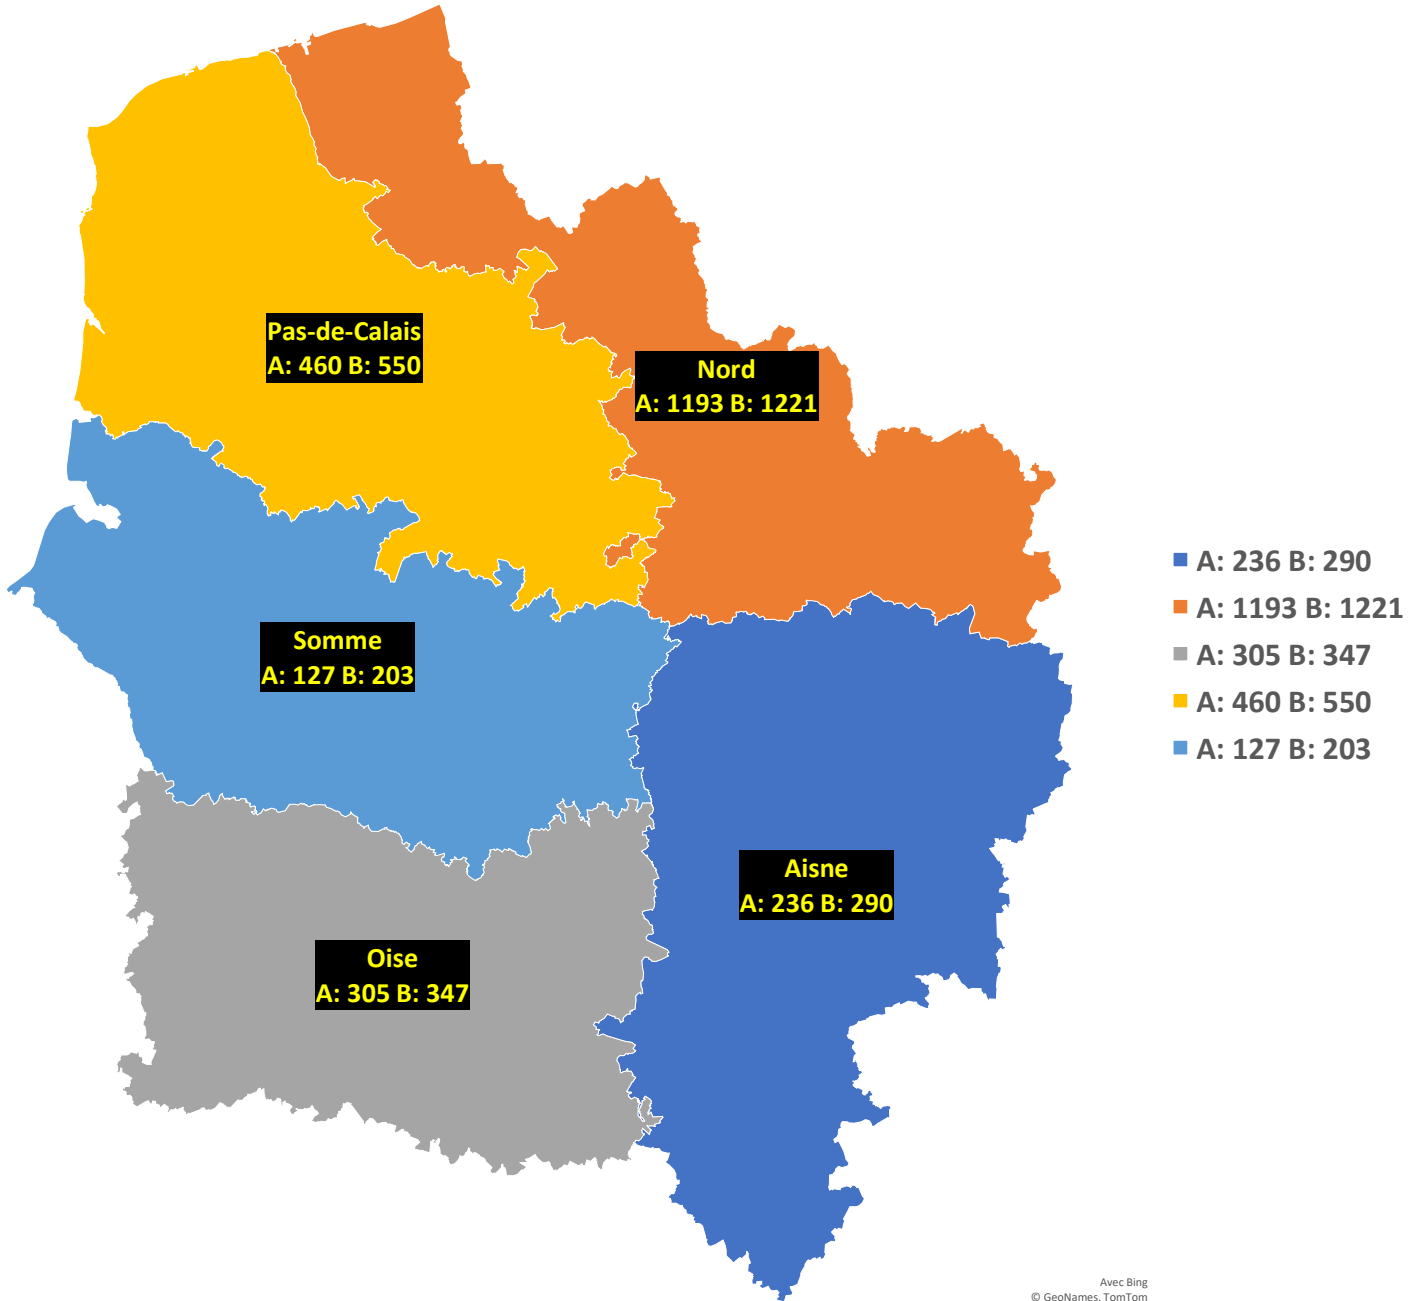 Pas-de-Calais
A: 460 B: 550
Nord
A: 1193 B: 1221
Somme
A: 127 B: 203
Aisne
A: 236 B: 290
Oise
A: 305 B: 347
A: 236 B: 290
A: 1193 B: 1221
A: 305 B: 347
A: 460 B: 550
A: 127 B: 203
Avec Bing
© GeoNames, TomTom